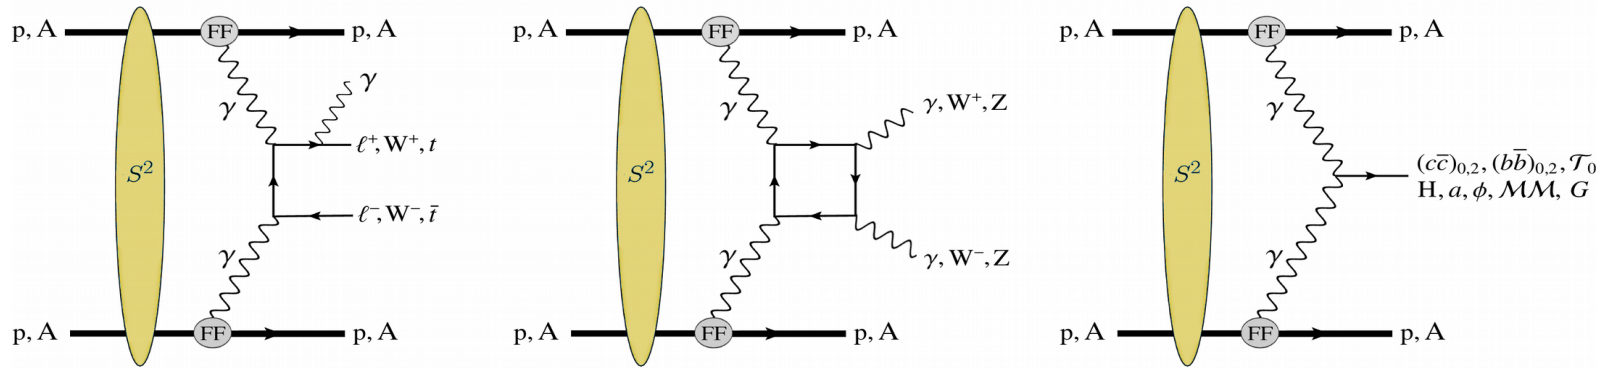 p, A FF p, A
γ
γ
ℓ⁺, W⁺, t
S²
ℓ⁻, W⁻, t̄
γ
p, A FF p, A
p, A FF p, A
γ
γ, W⁺, Z
S²
γ
γ, W⁻, Z
p, A FF p, A
p, A FF p, A
γ
S²
(cc̄)₀,₂, (bb̄)₀,₂, 𝒯₀
H, a, ϕ, ℳℳ, G
γ
p, A FF p, A